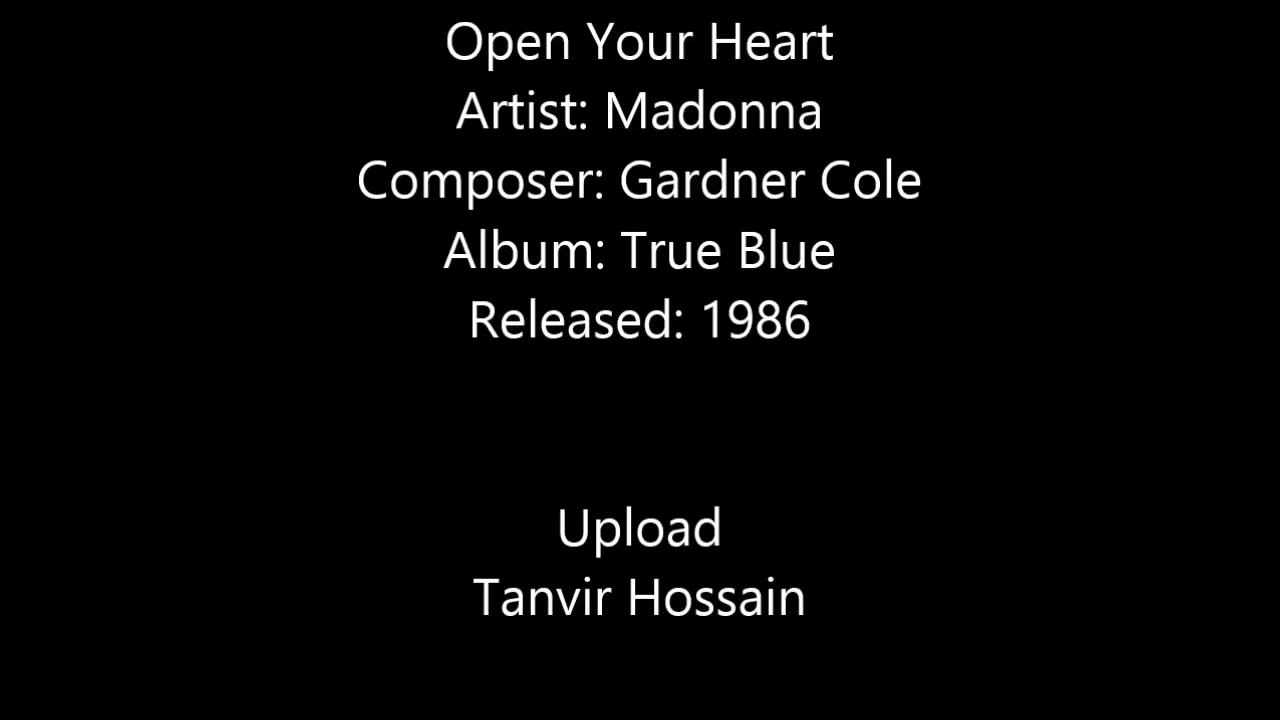 Open Your Heart
Artist: Madonna
Composer: Gardner Cole
Album: True Blue
Released: 1986
Upload
Tanvir Hossain